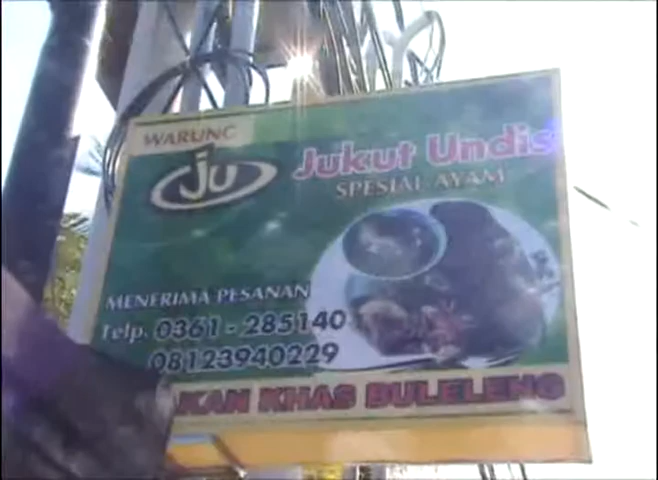 WARUNG
JU
Jukut Undis
SPESIAL AYAM
MENERIMA PESANAN
Telp. 0361 - 285140
08123940229
KHAS BULELENG